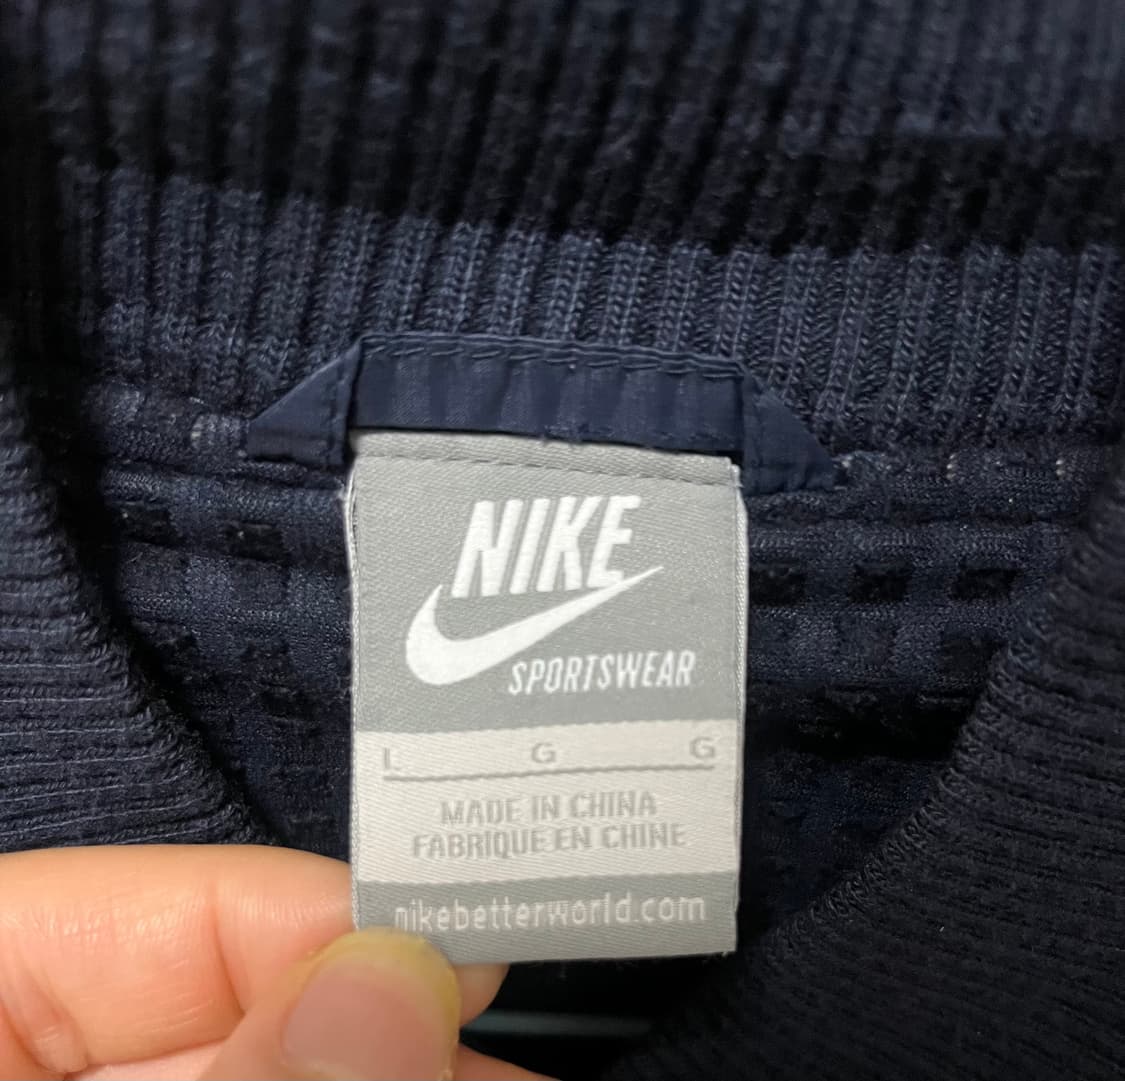 NIKE
SPORTSWEAR
L G G
MADE IN CHINA
FABRIQUE EN CHINE
nikebetterworld.com